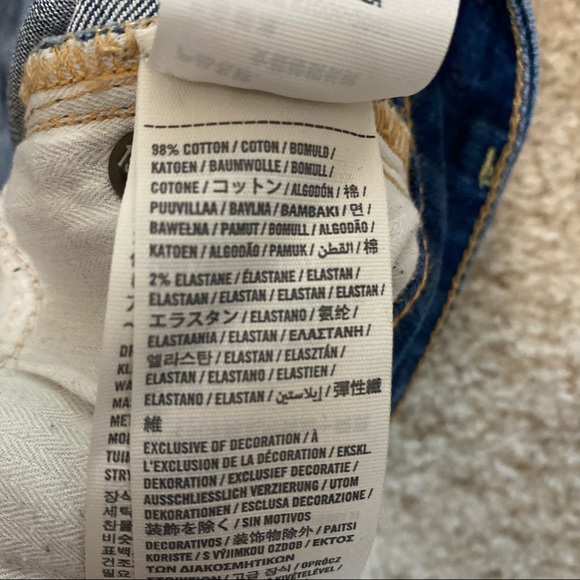 98% COTTON / COTON / BOMULD /
KATOEN / BAUMWOLLE / BOMULL /
COTONE / コットン / ALGODÓN / 棉 /
PUUVILLAA / BAVLNA / BAMBAKI / 면 /
BAWEŁNA / PAMUT / BOMULL / ALGODÃO /
KATOEN / ALGODÃO / PAMUK / القطن / 棉
2% ELASTANE / ÉLASTANE / ELASTAN /
ELASTAAN / ELASTAN / ELASTAN / ELASTAN /
エラスタン / ELASTANO / 氨纶 /
ELASTAANIA / ELASTAN / ΕΛΑΣΤΑΝΗ /
엘라스탄 / ELASTAN / ELASZTÁN /
ELASTAN / ELASTANO / ELASTIEN /
ELASTANO / ELASTAN / إيلاستين / 彈性纖
維
EXCLUSIVE OF DECORATION / À
L'EXCLUSION DE LA DÉCORATION / EKSKL.
DEKORATION / EXCLUSIEF DECORATIE /
AUSSCHLIESSLICH VERZIERUNG / UTOM
DEKORATIONEN / ESCLUSA DECORAZIONE /
装飾を除く / SIN MOTIVOS
DECORATIVOS / 装饰物除外 / PAITSI
KORISTE / S VÝJIMKOU OZDOB / ΕΚΤΟΣ
ΤΩΝ ΔΙΑΚΟΣΜΗΤΙΚΩΝ
고급 장식 / OPRÓCZ